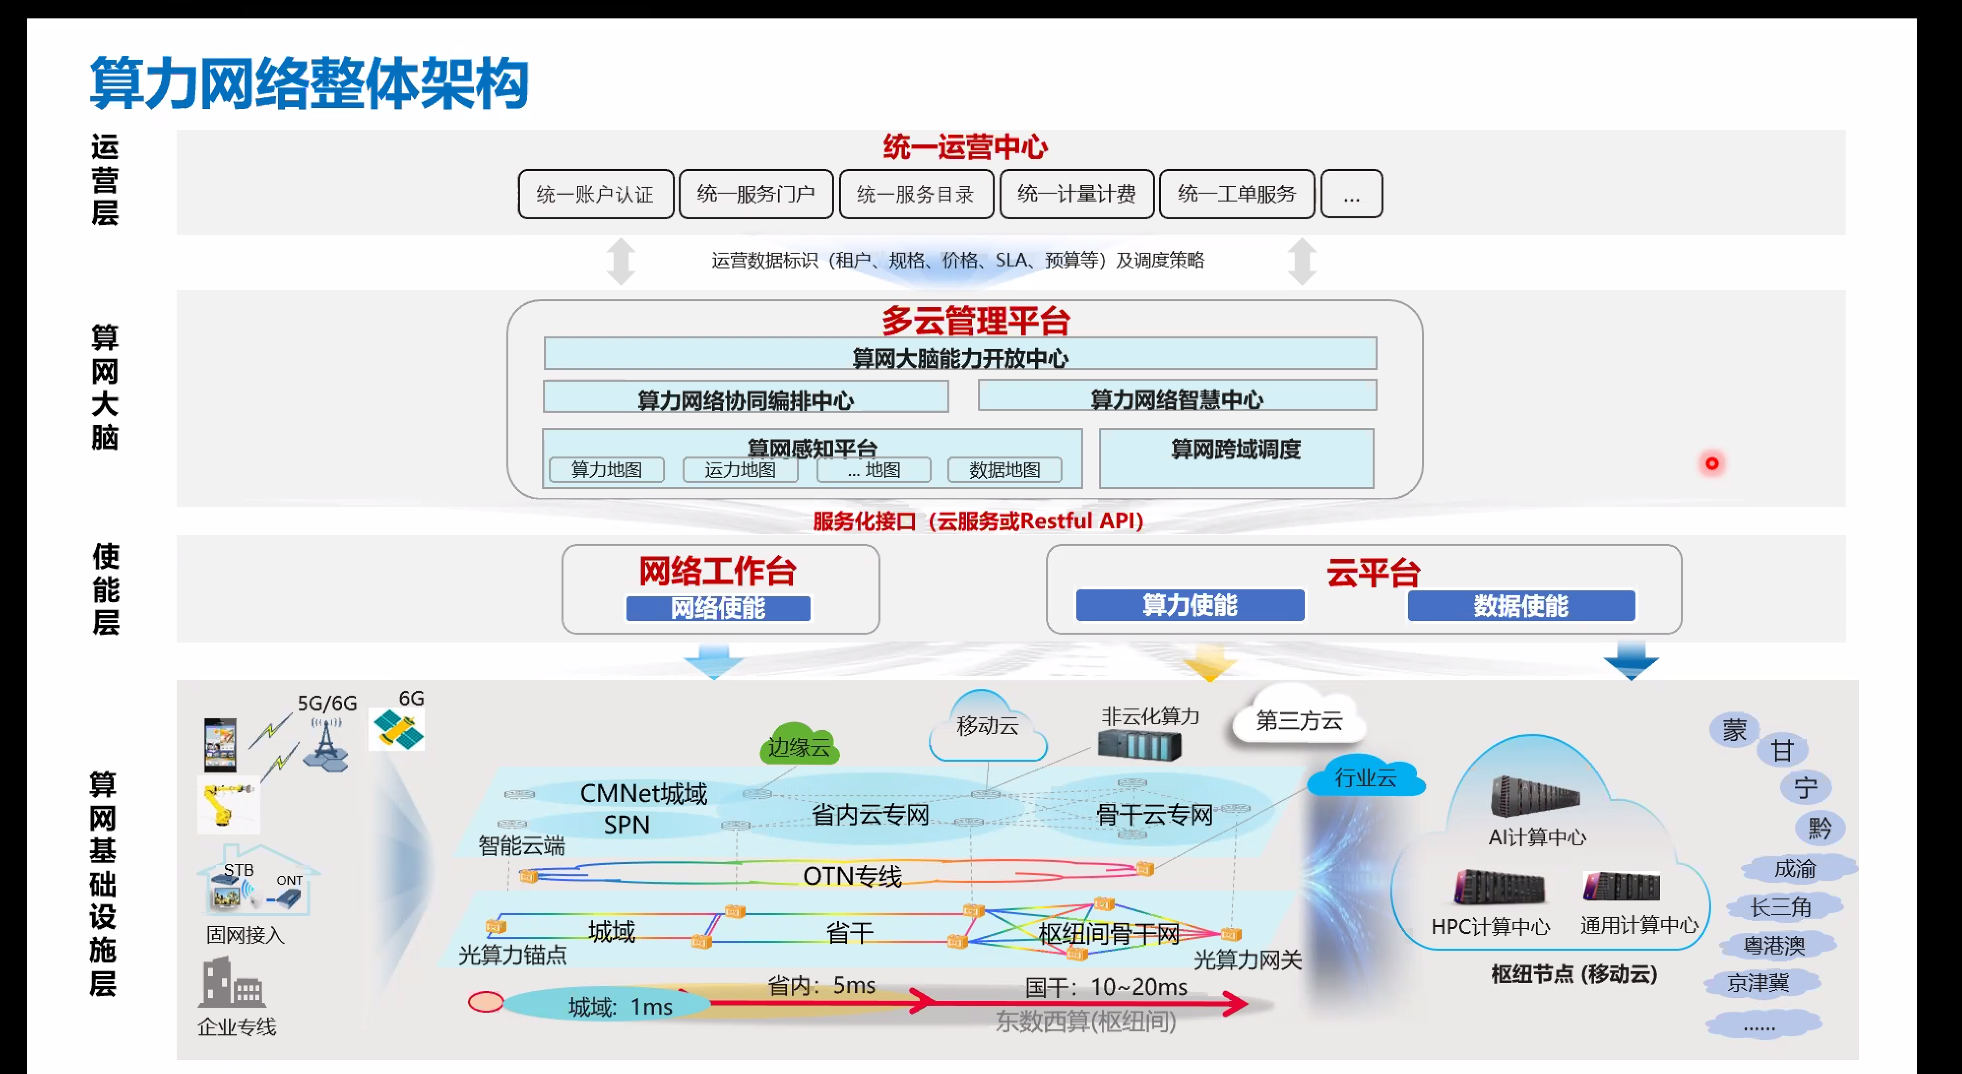 算力网络整体架构
运营层
统一运营中心
统一账户认证
统一服务门户
统一服务目录
统一计量计费
统一工单服务
...
运营数据标识（租户、规格、价格、SLA、预算等）及调度策略
算网大脑
多云管理平台
算网大脑能力开放中心
算力网络协同编排中心
算力网络智慧中心
算网感知平台
算力地图
运力地图
... 地图
数据地图
算网跨域调度
服务化接口（云服务或Restful API）
使能层
网络工作台
网络使能
云平台
算力使能
数据使能
算网基础设施层
5G/6G
6G
STB
ONT
固网接入
企业专线
边缘云
移动云
非云化算力
第三方云
行业云
CMNet城域
SPN
省内云专网
骨干云专网
智能云端
OTN专线
城域
省干
枢纽间骨干网
光算力锚点
光算力网关
城域：1ms
省内：5ms
国干：10~20ms
东数西算(枢纽间)
AI计算中心
HPC计算中心
通用计算中心
枢纽节点 (移动云)
蒙
甘
宁
黔
成渝
长三角
粤港澳
京津冀
......